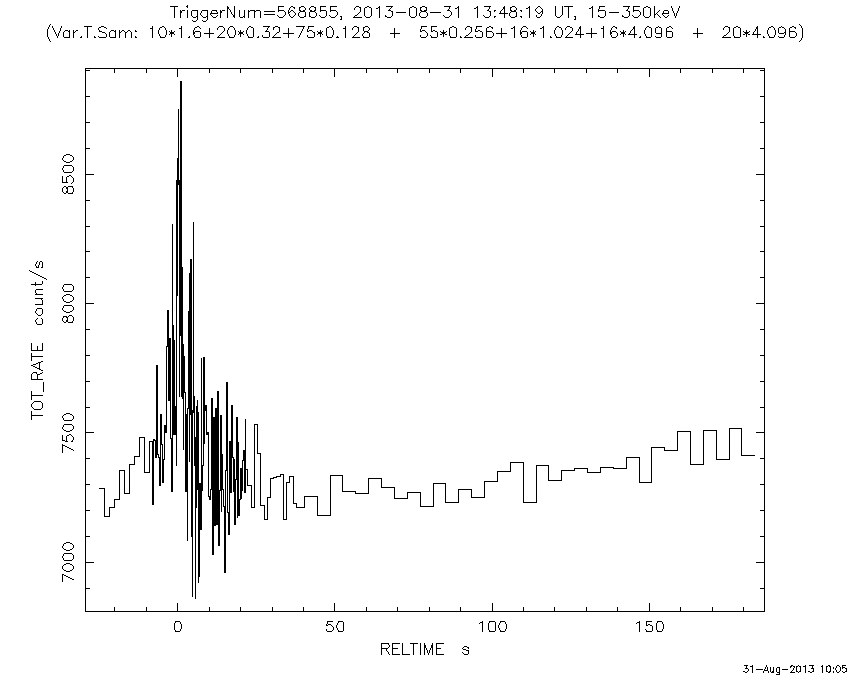 TriggerNum=568855, 2013-08-31 13:48:19 UT, 15-350keV
(Var.T.Sam: 10*1.6+20*0.32+75*0.128 + 55*0.256+16*1.024+16*4.096 + 20*4.096)
TOT_RATE count/s
8500
8000
7500
7000
0 50 100 150
RELTIME s
31-Aug-2013 10:05